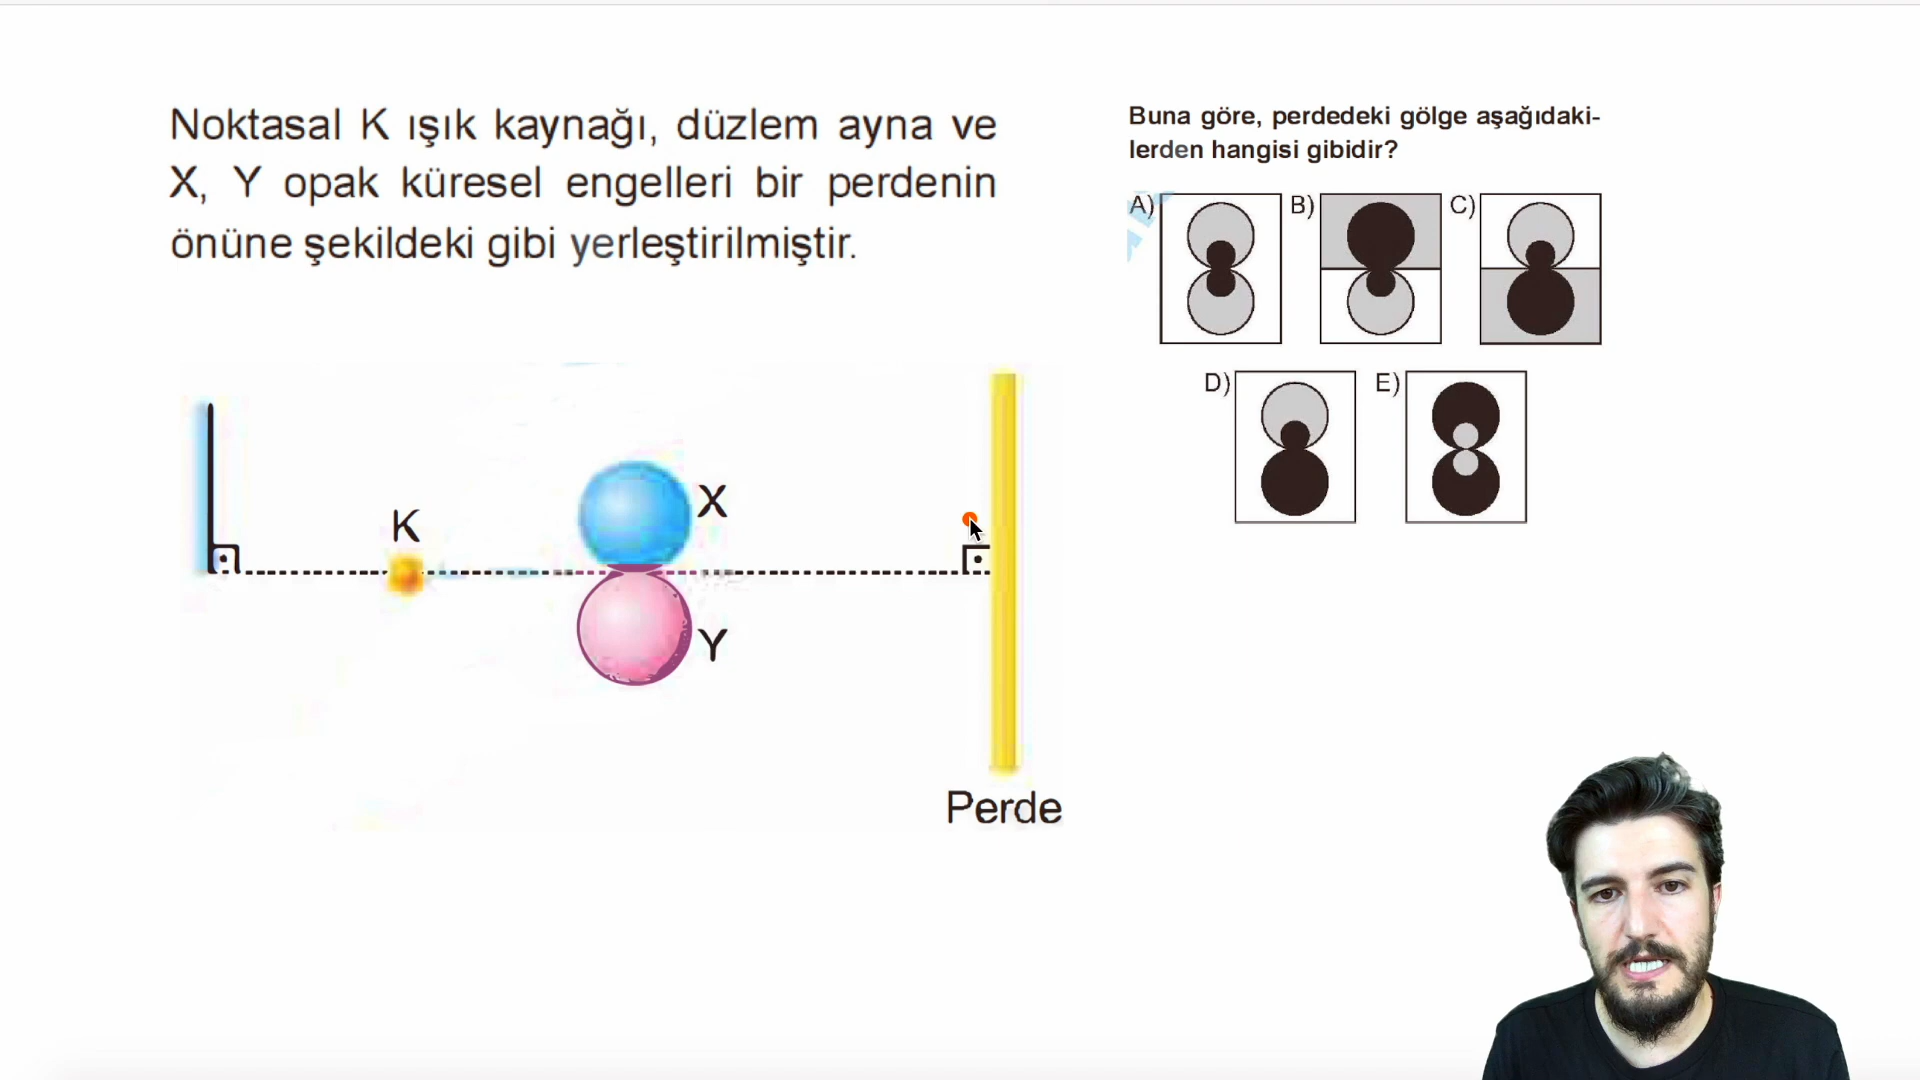 Noktasal K ışık kaynağı, düzlem ayna ve
X, Y opak küresel engelleri bir perdenin
önüne şekildeki gibi yerleştirilmiştir.
K
X
Y
Perde
Buna göre, perdedeki gölge aşağıdaki-
lerden hangisi gibidir?
A) B) C)
D) E)